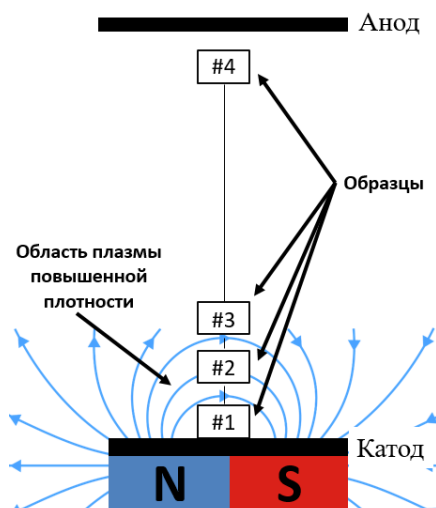 Анод
#4
Образцы
Область плазмы
повышенной
плотности
#3
#2
#1
Катод
N S